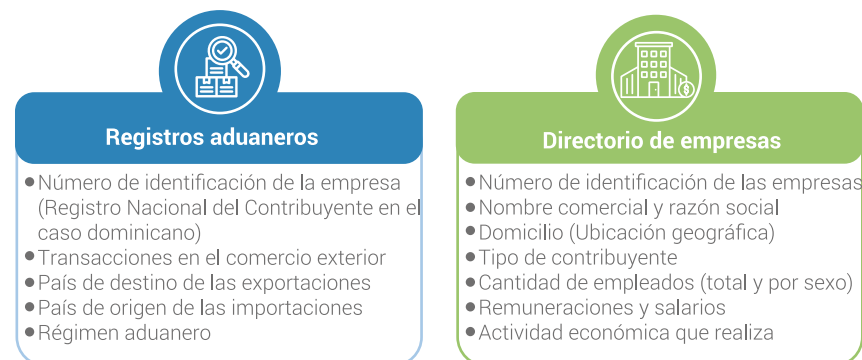 Registros aduaneros
● Número de identificación de la empresa
(Registro Nacional del Contribuyente en el
caso dominicano)
● Transacciones en el comercio exterior
● País de destino de las exportaciones
● País de origen de las importaciones
● Régimen aduanero
Directorio de empresas
● Número de identificación de las empresas
● Nombre comercial y razón social
● Domicilio (Ubicación geográfica)
● Tipo de contribuyente
● Cantidad de empleados (total y por sexo)
● Remuneraciones y salarios
● Actividad económica que realiza